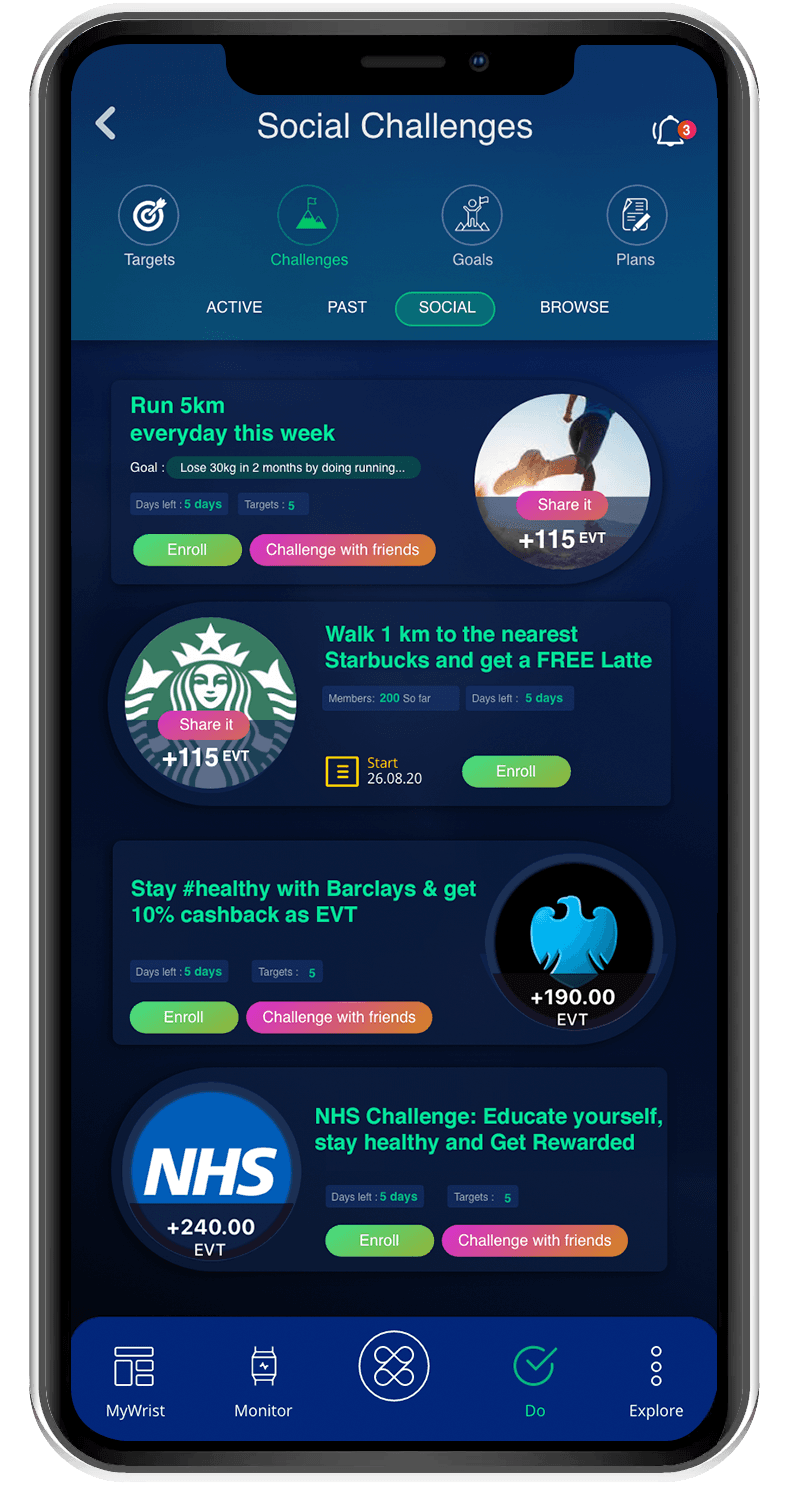 Social Challenges
3
Targets
Challenges
Goals
Plans
ACTIVE
PAST
SOCIAL
BROWSE
Run 5km
everyday this week
Goal : Lose 30kg in 2 months by doing running...
Days left : 5 days
Targets : 5
Enroll
Challenge with friends
Share it
+115 EVT
Share it
+115 EVT
Walk 1 km to the nearest
Starbucks and get a FREE Latte
Members: 200 So far
Days left : 5 days
Start
26.08.20
Enroll
Stay #healthy with Barclays & get
10% cashback as EVT
Days left : 5 days
Targets : 5
Enroll
Challenge with friends
+190.00
EVT
NHS
+240.00
EVT
NHS Challenge: Educate yourself,
stay healthy and Get Rewarded
Days left : 5 days
Targets : 5
Enroll
Challenge with friends
MyWrist
Monitor
Do
Explore